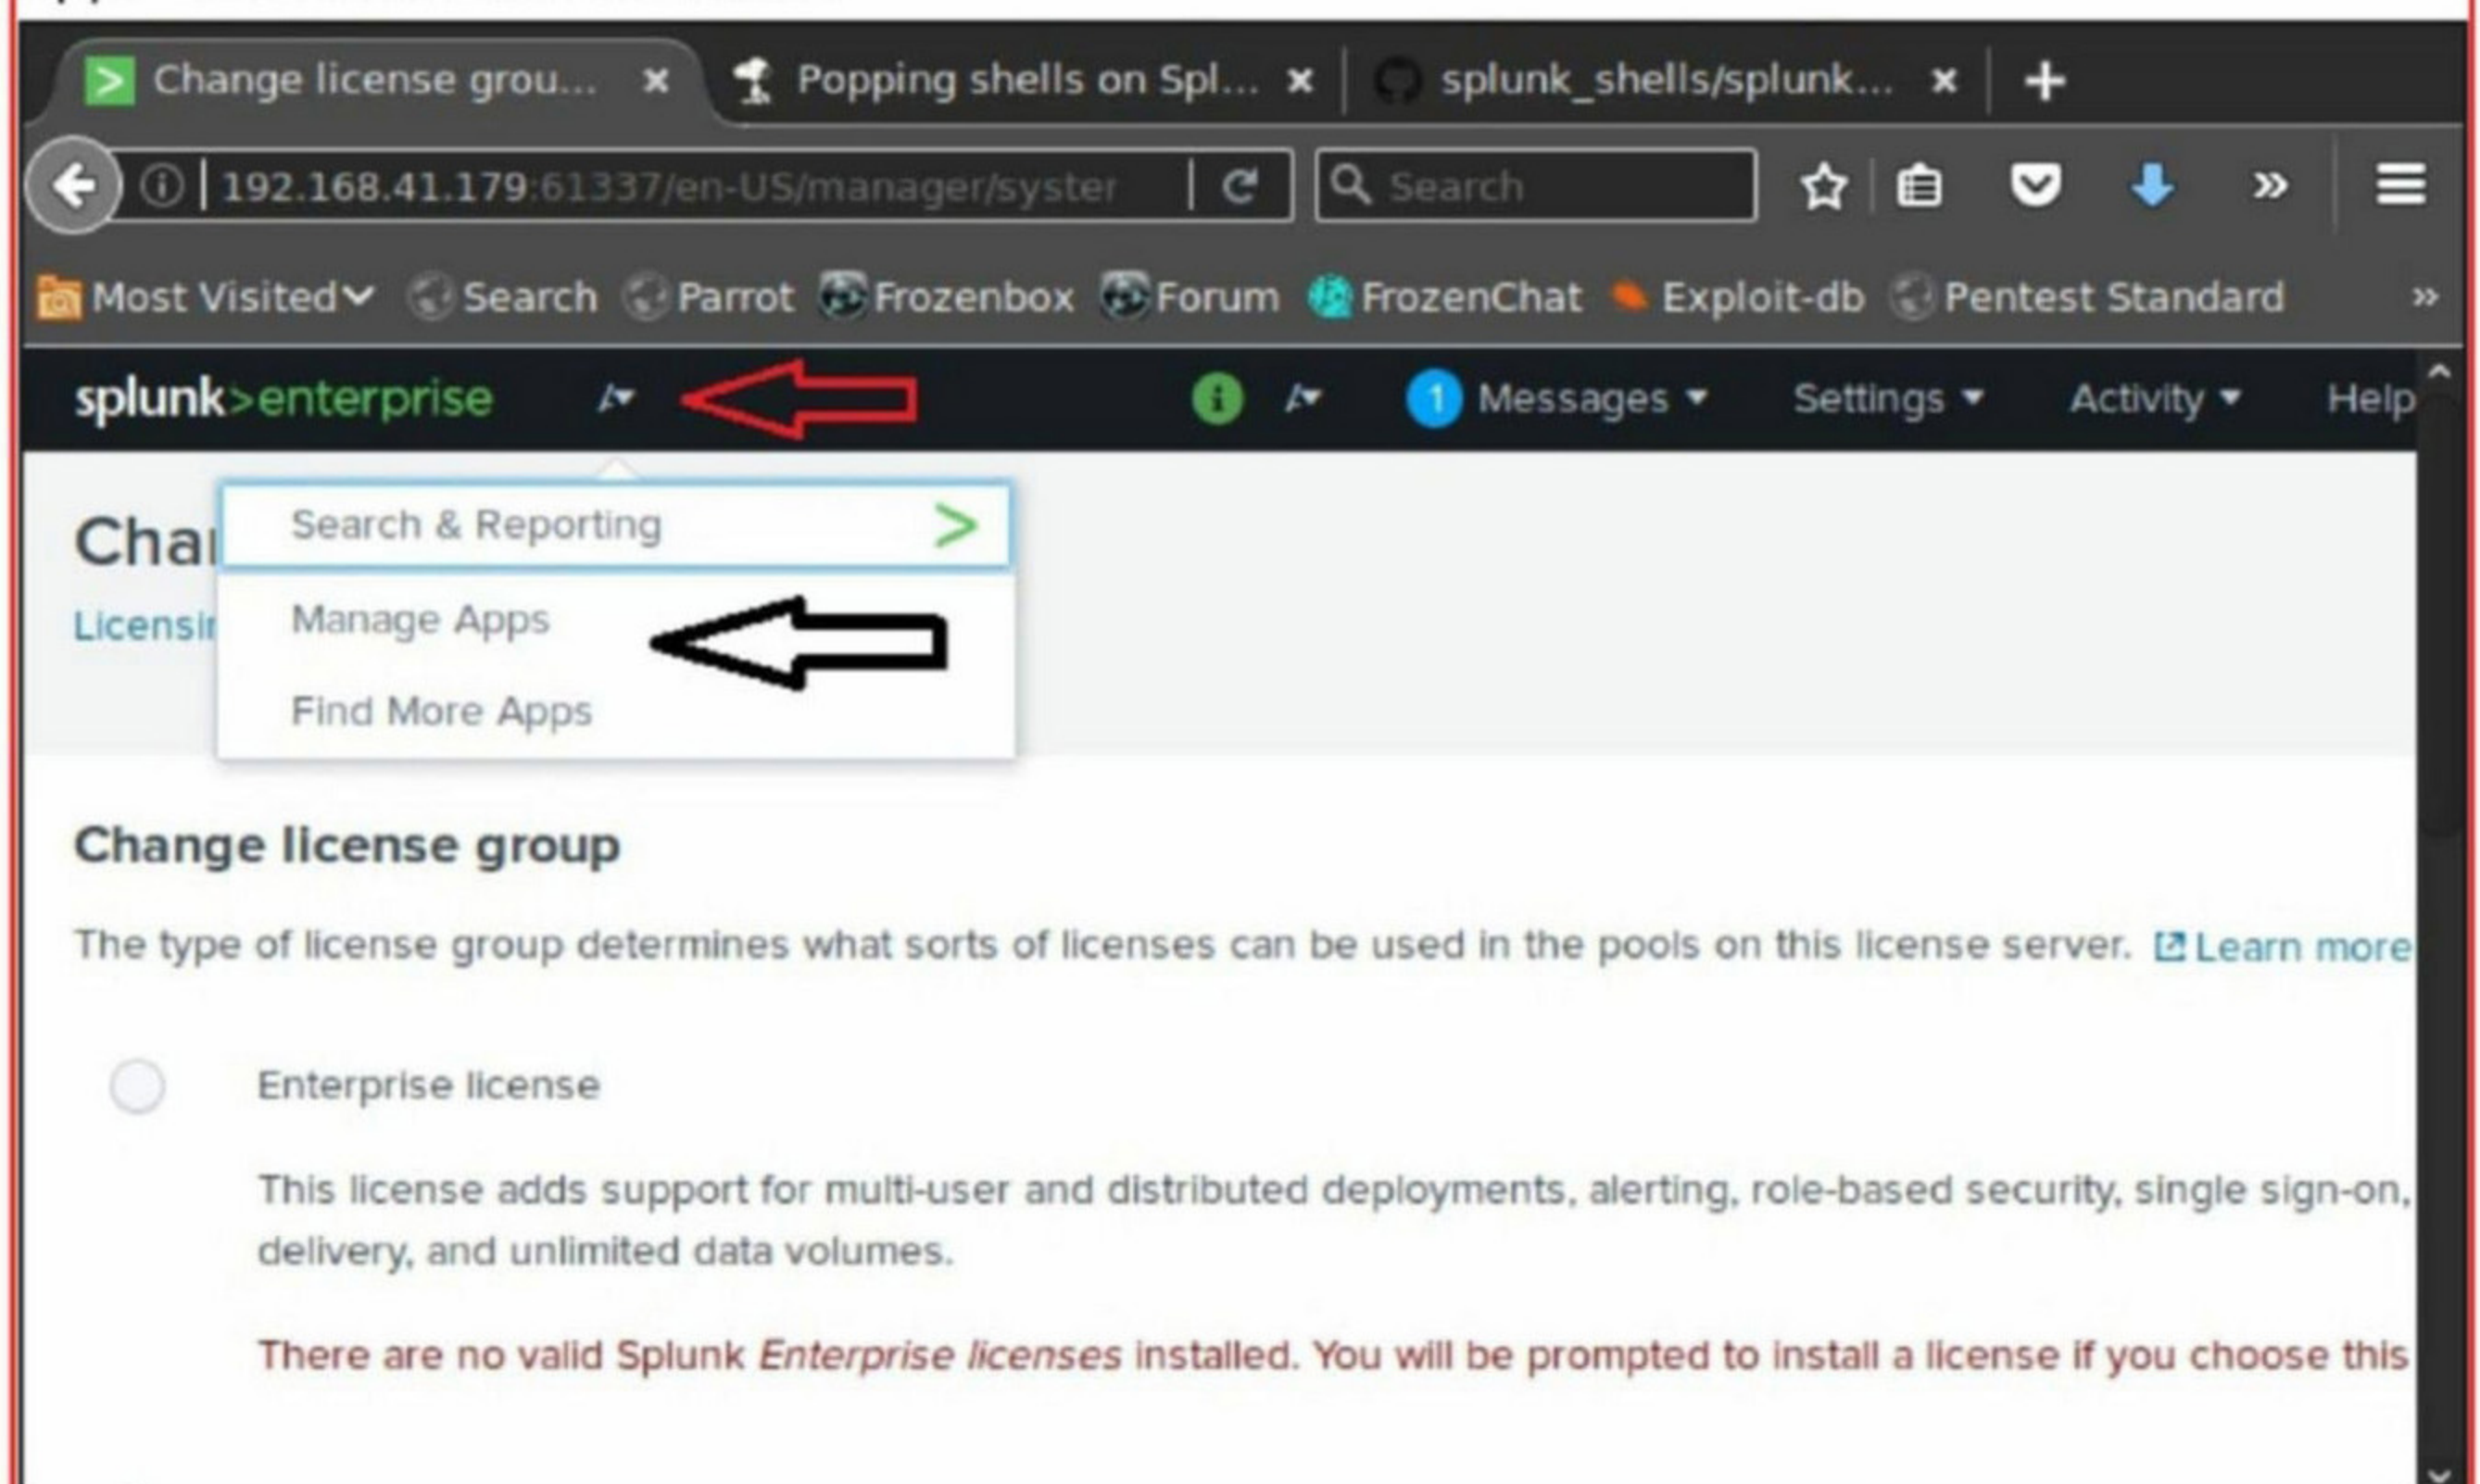 Change license grou...
Popping shells on Spl...
splunk_shells/splunk...
192.168.41.179:61337/en-US/manager/syster
Search
Most Visited Search Parrot Frozenbox Forum FrozenChat Exploit-db Pentest Standard
splunk>enterprise i 1 Messages Settings Activity Help
Search & Reporting >
Manage Apps
Find More Apps
Change license group
The type of license group determines what sorts of licenses can be used in the pools on this license server. Learn more
Enterprise license
This license adds support for multi-user and distributed deployments, alerting, role-based security, single sign-on,
delivery, and unlimited data volumes.
There are no valid Splunk Enterprise licenses installed. You will be prompted to install a license if you choose this